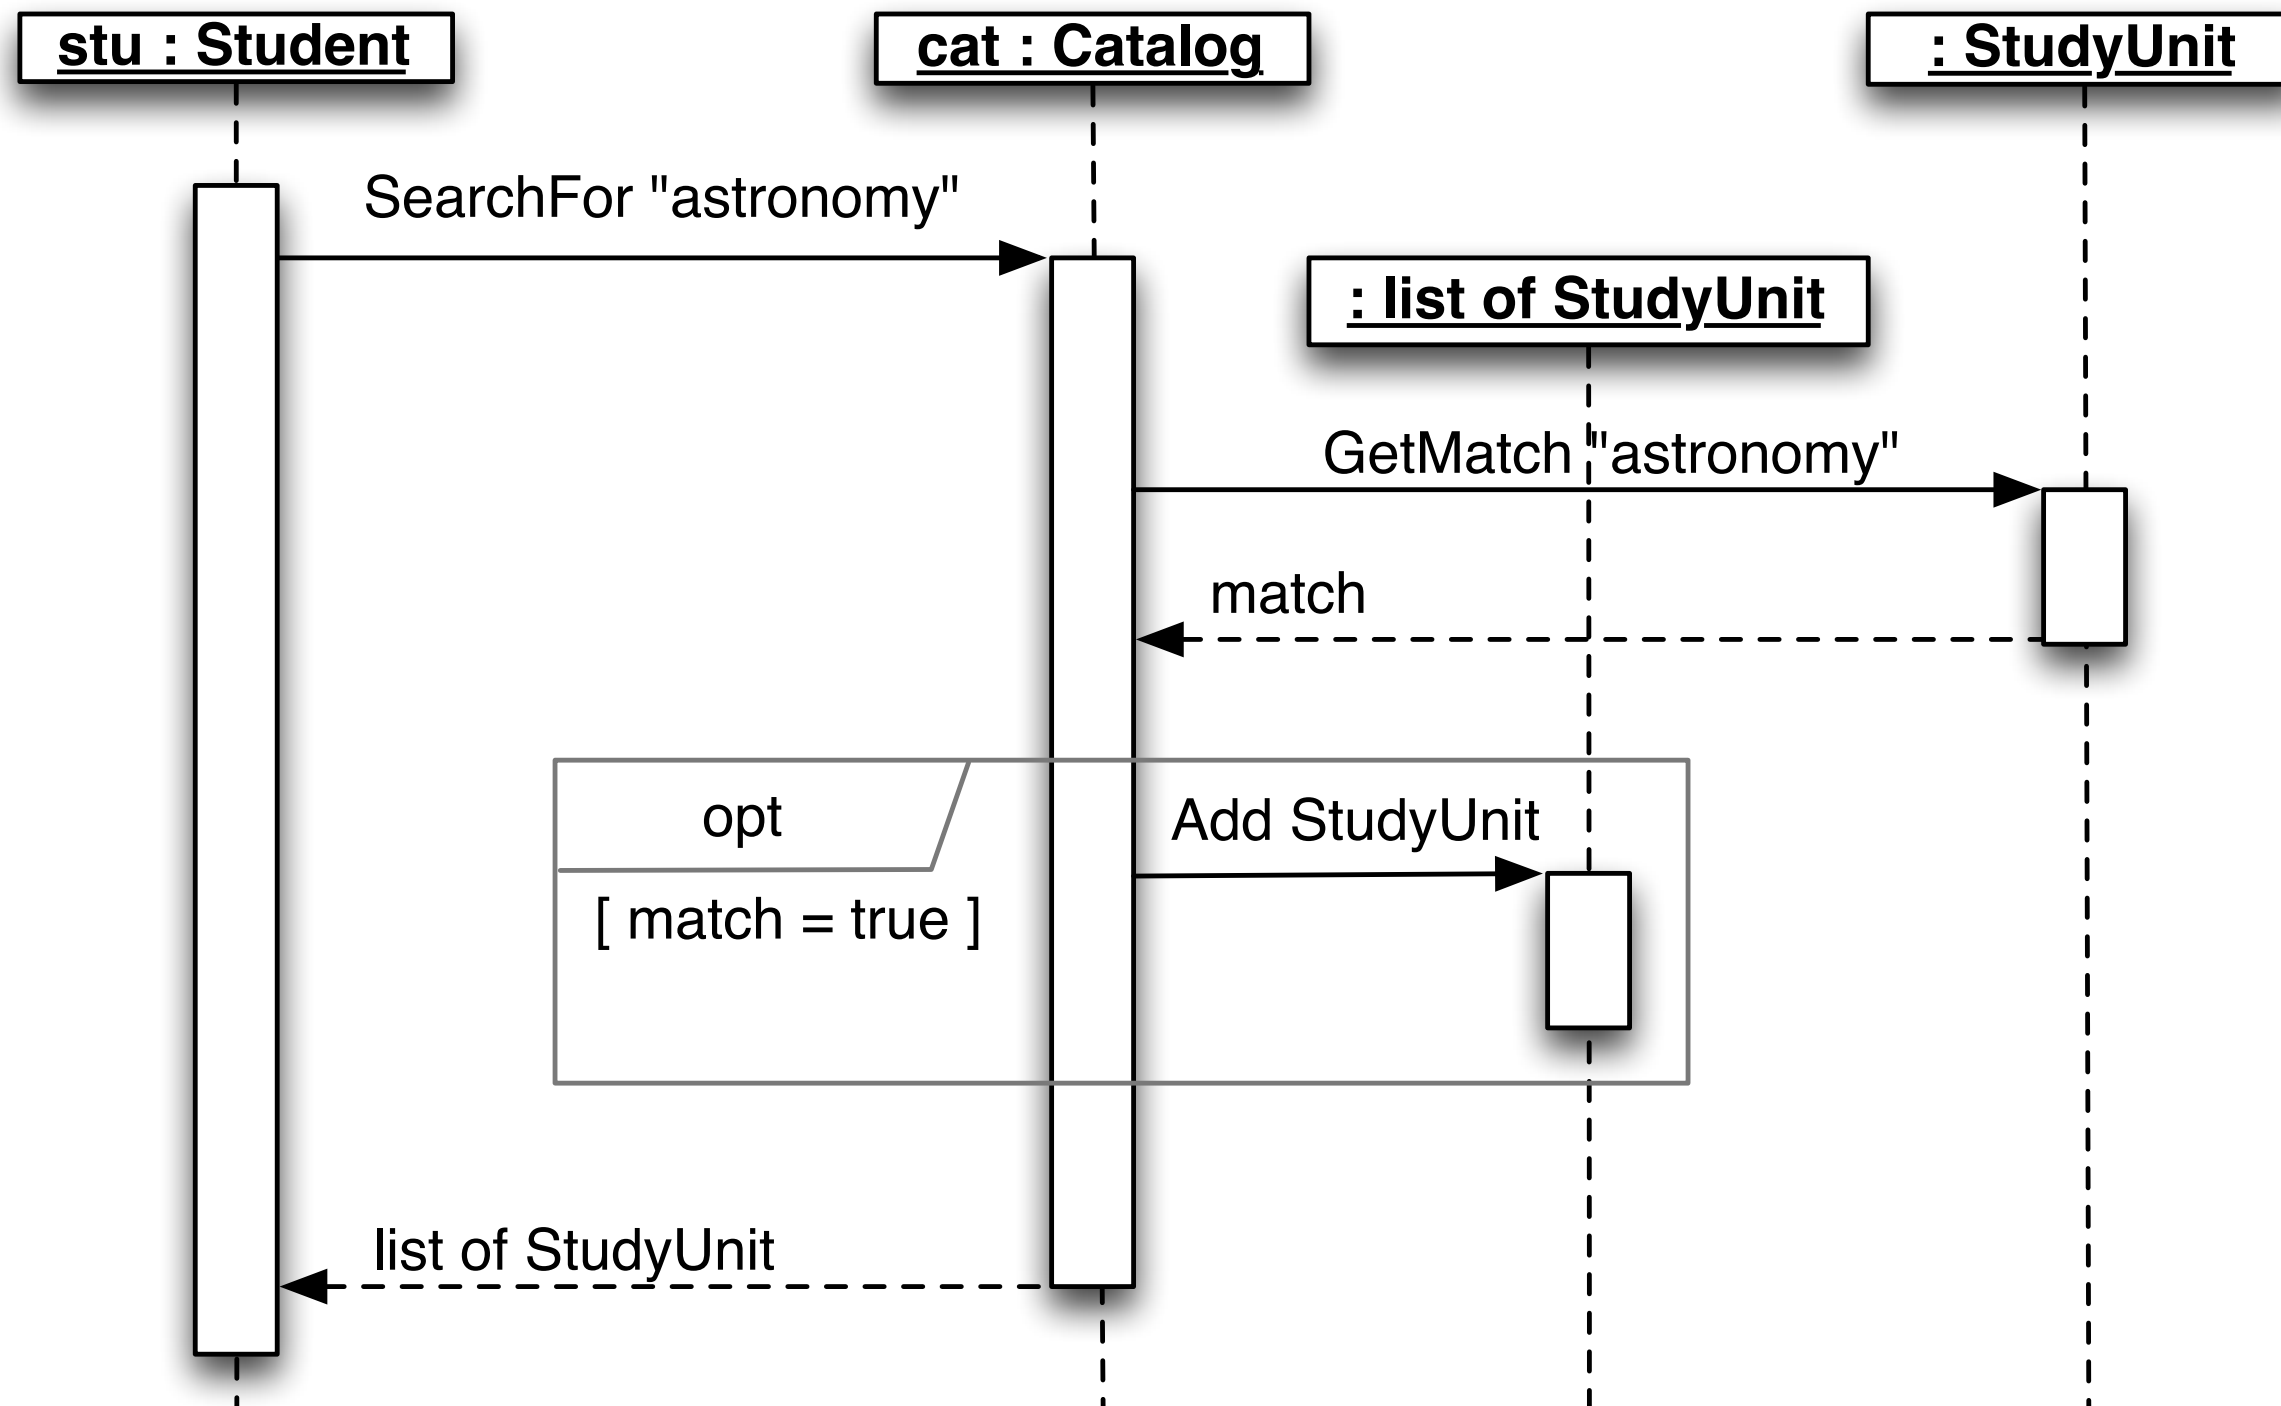 stu : Student
cat : Catalog
: StudyUnit
SearchFor "astronomy"
: list of StudyUnit
GetMatch "astronomy"
match
opt
Add StudyUnit
[ match = true ]
list of StudyUnit